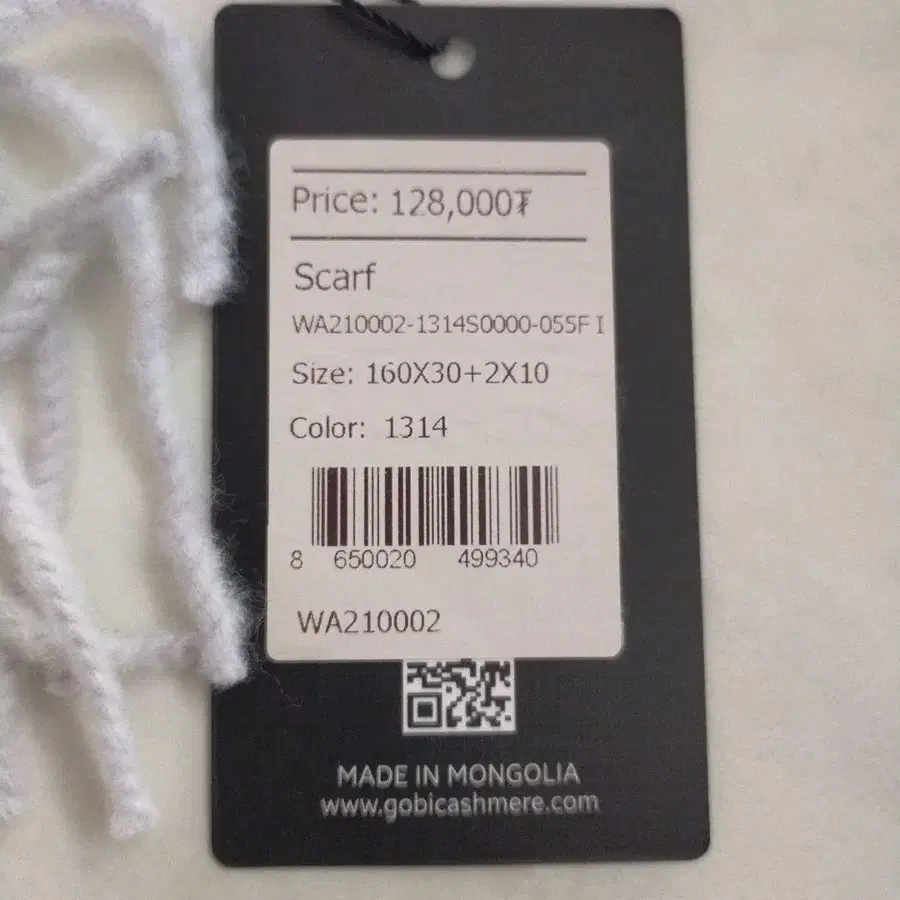 Price: 128,000₮
Scarf
WA210002-1314S0000-055F I
Size: 160X30+2X10
Color: 1314
8 650020 499340
WA210002
MADE IN MONGOLIA
www.gobicashmere.com